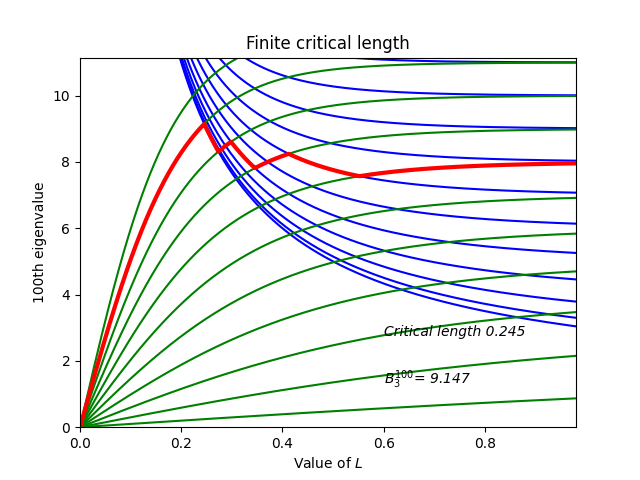 Finite critical length
10
8
6
4
2
0
100th eigenvalue
Critical length 0.245
$B_3^{100}$= 9.147
0.0 0.2 0.4 0.6 0.8
Value of L